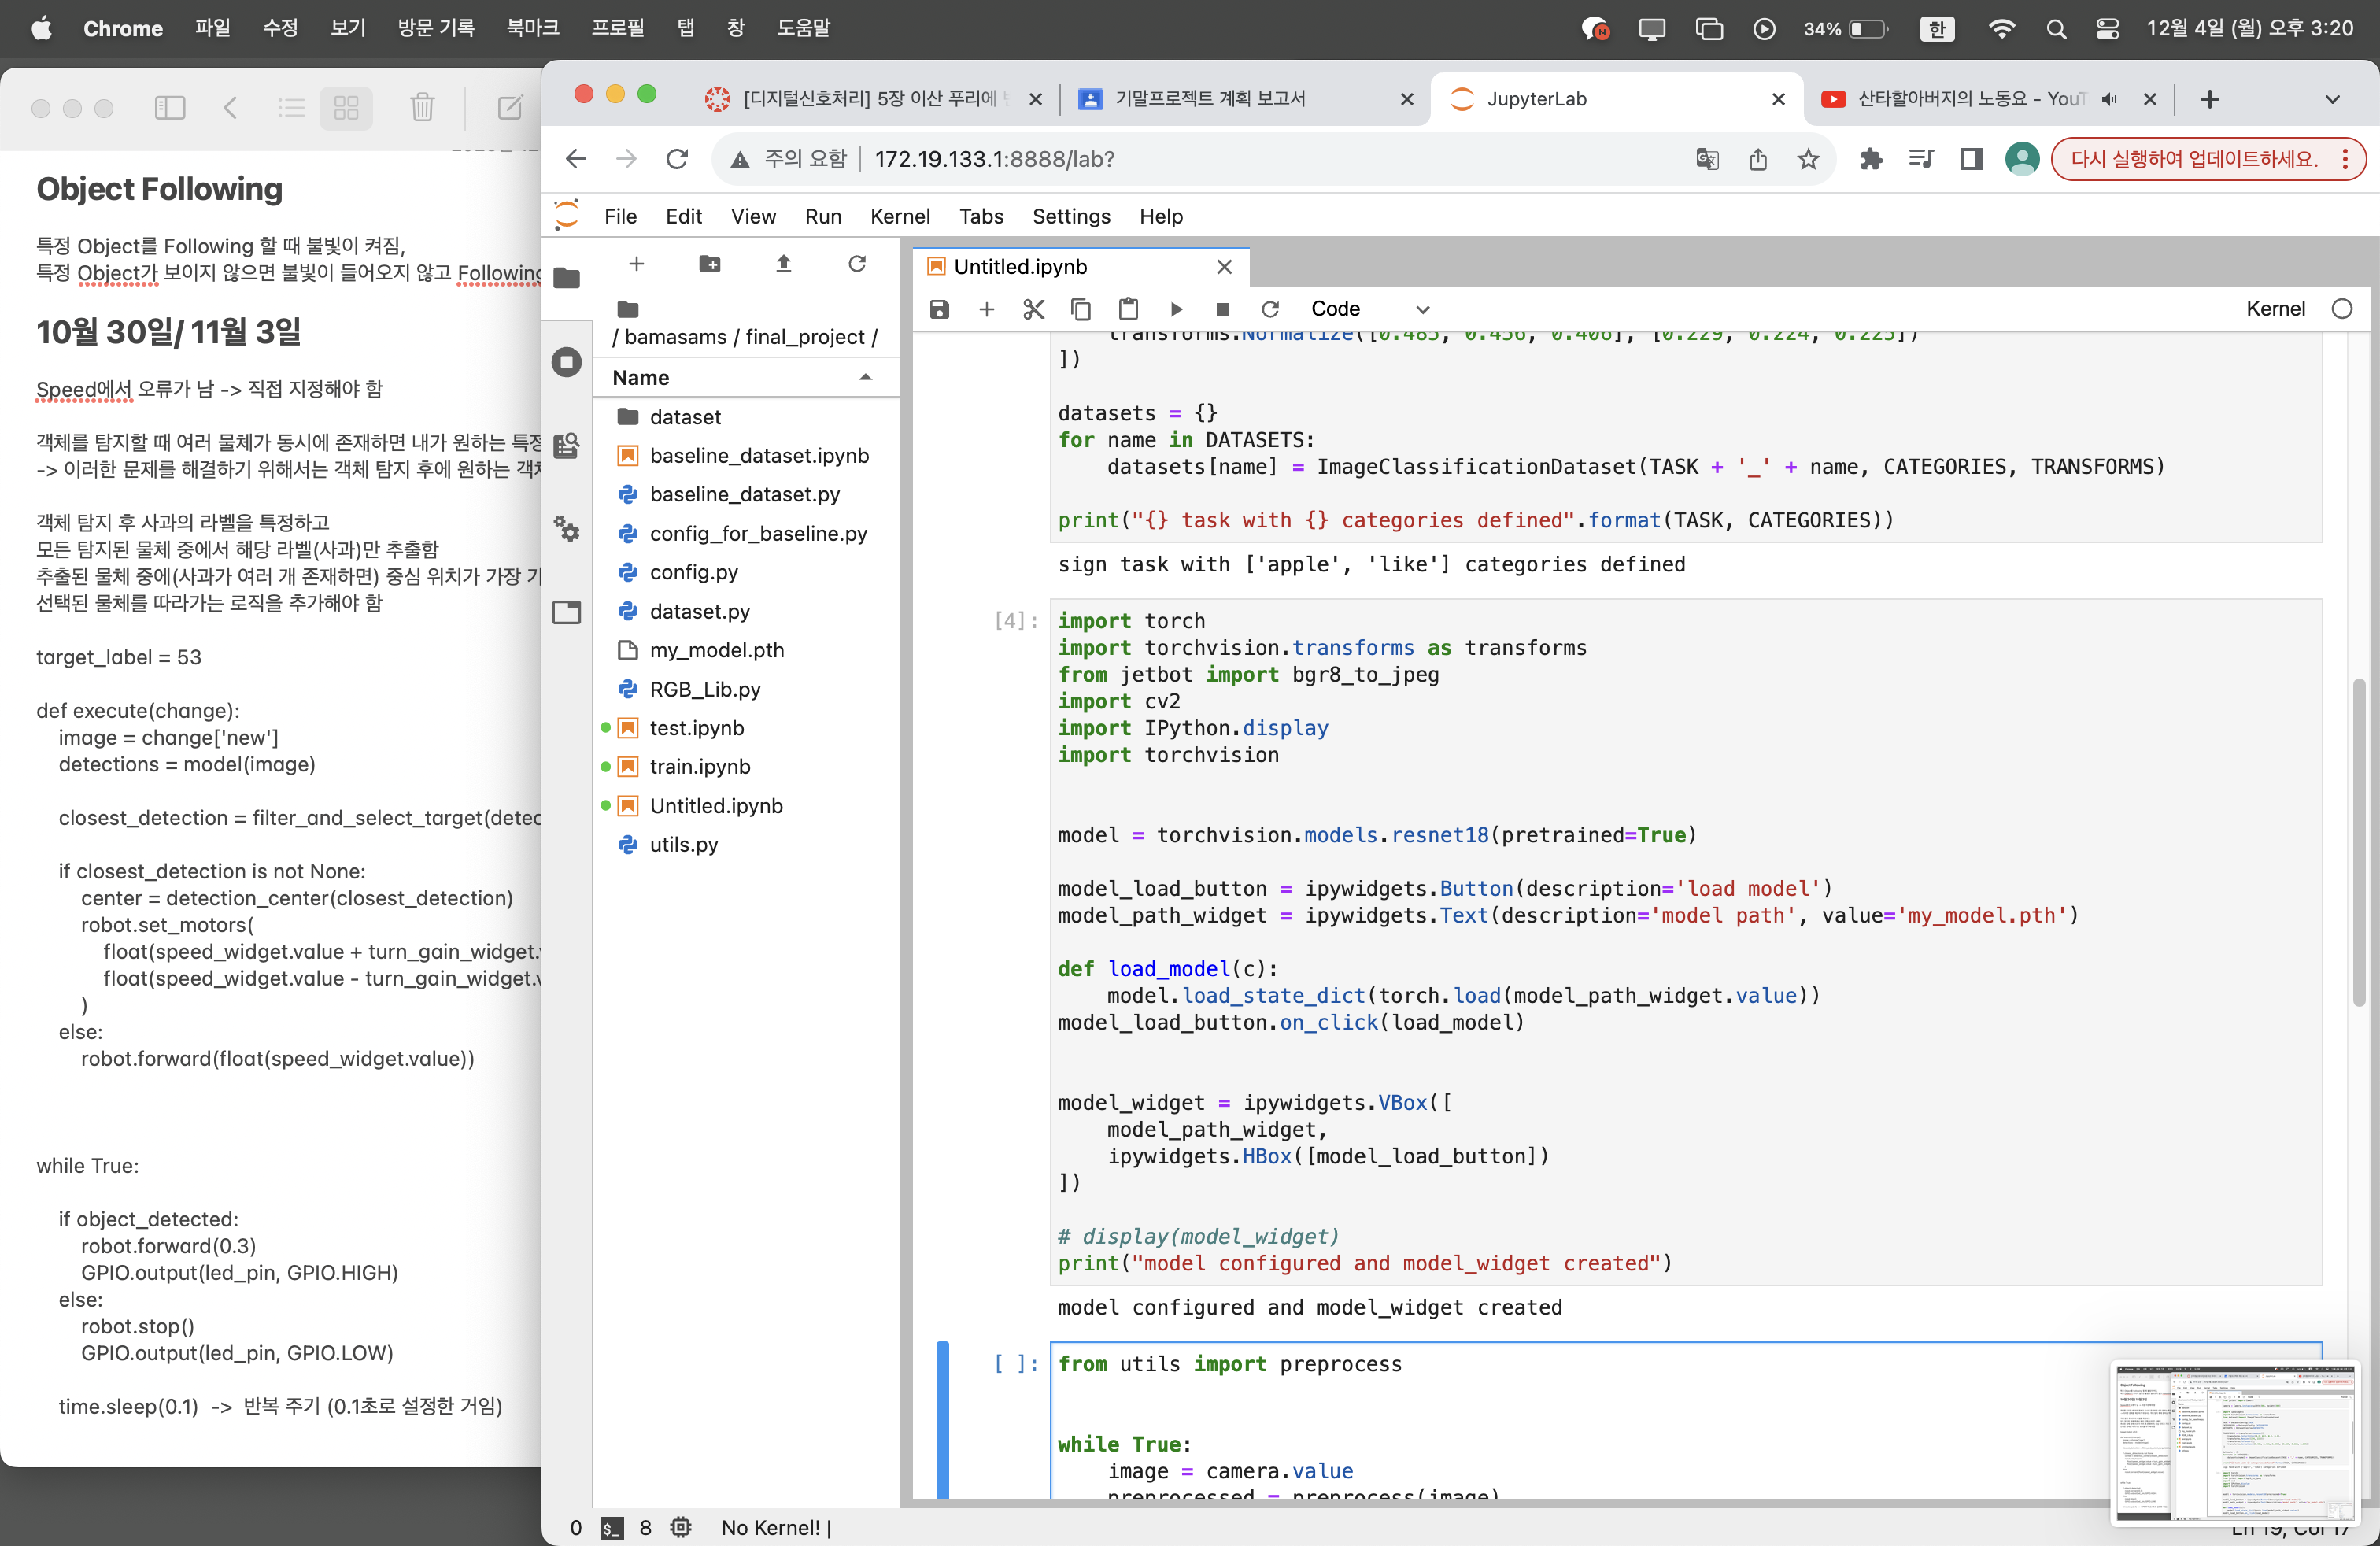 Chrome 파일 수정 보기 방문 기록 북마크 프로필 탭 창 도움말 34% 한 12월 4일 (월) 오후 3:20
Object Following
특정 Object를 Following 할 때 불빛이 켜짐,
특정 Object가 보이지 않으면 불빛이 들어오지 않고 Following
10월 30일/ 11월 3일
Speed에서 오류가 남 -> 직접 지정해야 함
객체를 탐지할 때 여러 물체가 동시에 존재하면 내가 원하는 특정
-> 이러한 문제를 해결하기 위해서는 객체 탐지 후에 원하는 객체
객체 탐지 후 사과의 라벨을 특정하고
모든 탐지된 물체 중에서 해당 라벨(사과)만 추출함
추출된 물체 중에(사과가 여러 개 존재하면) 중심 위치가 가장 가
선택된 물체를 따라가는 로직을 추가해야 함
target_label = 53
def execute(change):
image = change['new']
detections = model(image)
closest_detection = filter_and_select_target(detec
if closest_detection is not None:
center = detection_center(closest_detection)
robot.set_motors(
float(speed_widget.value + turn_gain_widget.v
float(speed_widget.value - turn_gain_widget.v
)
else:
robot.forward(float(speed_widget.value))
while True:
if object_detected:
robot.forward(0.3)
GPIO.output(led_pin, GPIO.HIGH)
else:
robot.stop()
GPIO.output(led_pin, GPIO.LOW)
time.sleep(0.1) -> 반복 주기 (0.1초로 설정한 거임)
[디지털신호처리] 5장 이산 푸리에 기말프로젝트 계획 보고서 JupyterLab 산타할아버지의 노동요 - YouT
주의 요함 172.19.133.1:8888/lab? 다시 실행하여 업데이트하세요.
File Edit View Run Kernel Tabs Settings Help
/ bamasams / final_project /
Name
dataset
baseline_dataset.ipynb
baseline_dataset.py
config_for_baseline.py
config.py
dataset.py
my_model.pth
RGB_Lib.py
test.ipynb
train.ipynb
Untitled.ipynb
utils.py
Untitled.ipynb
Code Kernel
transforms.Normalize([0.485, 0.456, 0.406], [0.229, 0.224, 0.225])
])
datasets = {}
for name in DATASETS:
datasets[name] = ImageClassificationDataset(TASK + '_' + name, CATEGORIES, TRANSFORMS)
print("{} task with {} categories defined".format(TASK, CATEGORIES))
sign task with ['apple', 'like'] categories defined
[4]:
import torch
import torchvision.transforms as transforms
from jetbot import bgr8_to_jpeg
import cv2
import IPython.display
import torchvision
model = torchvision.models.resnet18(pretrained=True)
model_load_button = ipywidgets.Button(description='load model')
model_path_widget = ipywidgets.Text(description='model path', value='my_model.pth')
def load_model(c):
model.load_state_dict(torch.load(model_path_widget.value))
model_load_button.on_click(load_model)
model_widget = ipywidgets.VBox([
model_path_widget,
ipywidgets.HBox([model_load_button])
])
# display(model_widget)
print("model configured and model_widget created")
model configured and model_widget created
[ ]:
from utils import preprocess
while True:
image = camera.value
preprocessed = preprocess(image)
0 8 No Kernel! | Ln 19, Col 17